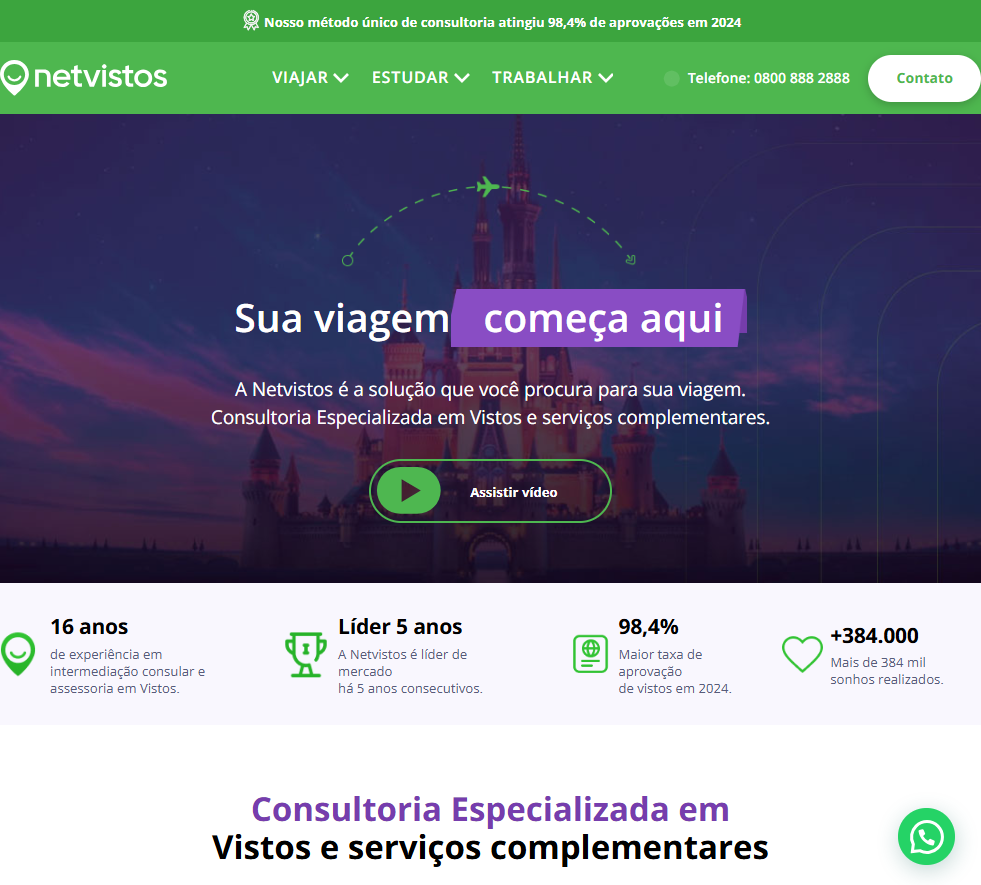 Nosso método único de consultoria atingiu 98,4% de aprovações em 2024
netvistos
VIAJAR
ESTUDAR
TRABALHAR
Telefone: 0800 888 2888
Contato
Sua viagem começa aqui
A Netvistos é a solução que você procura para sua viagem.
Consultoria Especializada em Vistos e serviços complementares.
Assistir vídeo
16 anos
de experiência em
intermediação consular e
assessoria em Vistos.
Líder 5 anos
A Netvistos é líder de
mercado
há 5 anos consecutivos.
98,4%
Maior taxa de
aprovação
de vistos em 2024.
+384.000
Mais de 384 mil
sonhos realizados.
Consultoria Especializada em
Vistos e serviços complementares